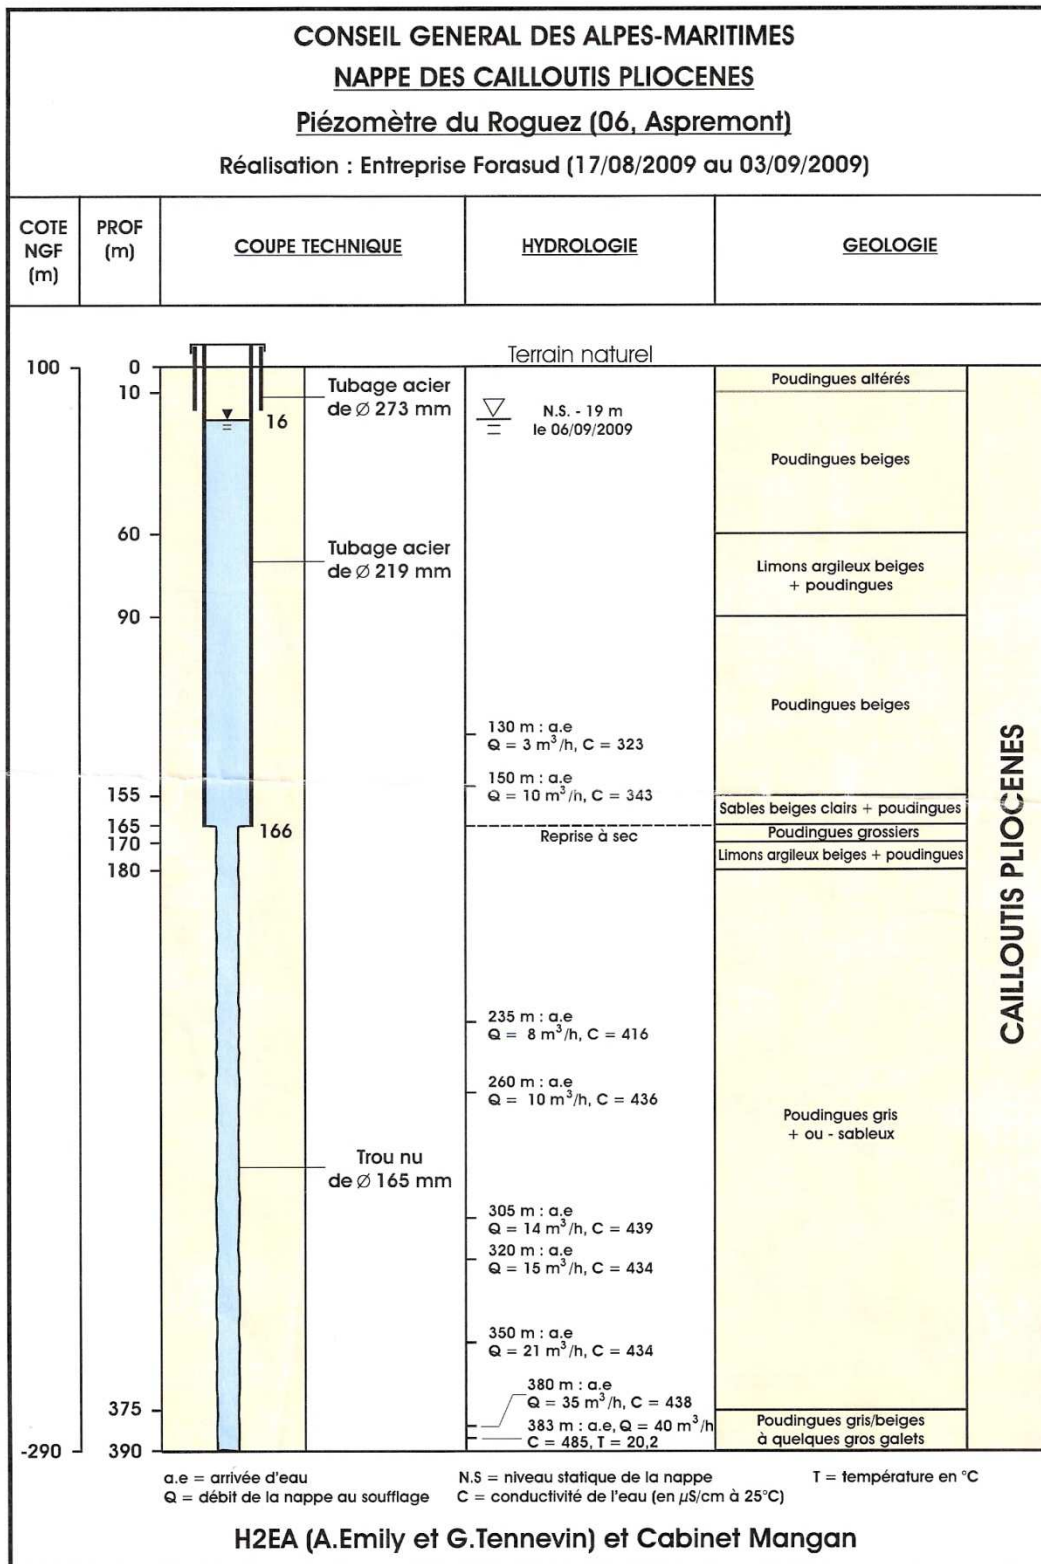 CONSEIL GENERAL DES ALPES-MARITIMES
NAPPE DES CAILLOUTIS PLIOCENES
Piézomètre du Roguez (06, Aspremont)
Réalisation : Entreprise Forasud (17/08/2009 au 03/09/2009)
COTE
NGF
(m)
PROF
(m)
COUPE TECHNIQUE
HYDROLOGIE
GEOLOGIE
100
-290
0
10
60
90
155
165
170
180
375
390
16
166
Tubage acier
de Ø 273 mm
Tubage acier
de Ø 219 mm
Trou nu
de Ø 165 mm
Terrain naturel
N.S. - 19 m
le 06/09/2009
130 m : a.e
Q = 3 m³/h, C = 323
150 m : a.e
Q = 10 m³/h, C = 343
Reprise à sec
235 m : a.e
Q = 8 m³/h, C = 416
260 m : a.e
Q = 10 m³/h, C = 436
305 m : a.e
Q = 14 m³/h, C = 439
320 m : a.e
Q = 15 m³/h, C = 434
350 m : a.e
Q = 21 m³/h, C = 434
380 m : a.e
Q = 35 m³/h, C = 438
383 m : a.e, Q = 40 m³/h
C = 485, T = 20,2
Poudingues altérés
Poudingues beiges
Limons argileux beiges
+ poudingues
Poudingues beiges
Sables beiges clairs + poudingues
Poudingues grossiers
Limons argileux beiges + poudingues
Poudingues gris
+ ou - sableux
Poudingues gris/beiges
à quelques gros galets
CAILLOUTIS PLIOCENES
a.e = arrivée d'eau
Q = débit de la nappe au soufflage
N.S = niveau statique de la nappe
C = conductivité de l'eau (en µS/cm à 25°C)
T = température en °C
H2EA (A.Emily et G.Tennevin) et Cabinet Mangan